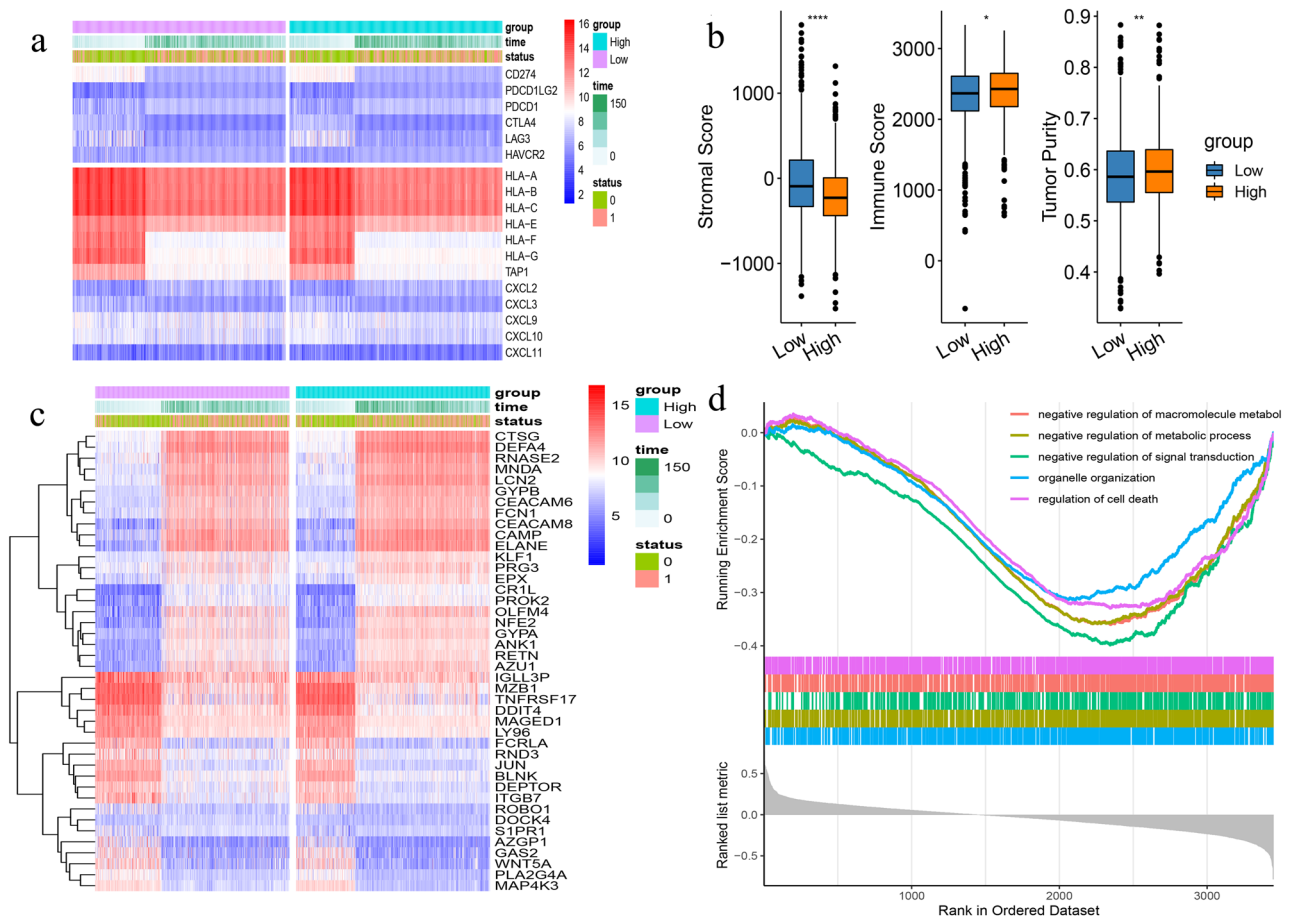 a
group
time
status
CD274
PDCD1LG2
PDCD1
CTLA4
LAG3
HAVCR2
HLA−A
HLA−B
HLA−C
HLA−E
HLA−F
HLA−G
TAP1
CXCL2
CXCL3
CXCL9
CXCL10
CXCL11
16
14
12
10
8
6
4
2
group
High
Low
time
150
0
status
0
1
b
Stromal Score
1000
0
−1000
****
Low
High
Immune Score
3000
2000
1000
0
*
Low
High
Tumor Purity
0.9
0.8
0.7
0.6
0.5
0.4
**
Low
High
group
Low
High
c
group
time
status
CTSG
DEFA4
RNASE2
MNDA
LCN2
GYPB
CEACAM6
FCN1
CEACAM8
CAMP
ELANE
KLF1
PRG3
EPX
CR1L
PROK2
OLFM4
NFE2
GYPA
ANK1
RETN
AZU1
IGLL3P
MZB1
TNFRSF17
DDIT4
MAGED1
LY96
FCRLA
RND3
JUN
BLNK
DEPTOR
ITGB7
ROBO1
DOCK4
S1PR1
AZGP1
GAS2
WNT5A
PLA2G4A
MAP4K3
15
10
5
group
High
Low
time
150
0
status
0
1
d
Running Enrichment Score
0.0
−0.1
−0.2
−0.3
−0.4
negative regulation of macromolecule metabol
negative regulation of metabolic process
negative regulation of signal transduction
organelle organization
regulation of cell death
Ranked list metric
0.5
0.0
−0.5
1000
2000
3000
Rank in Ordered Dataset